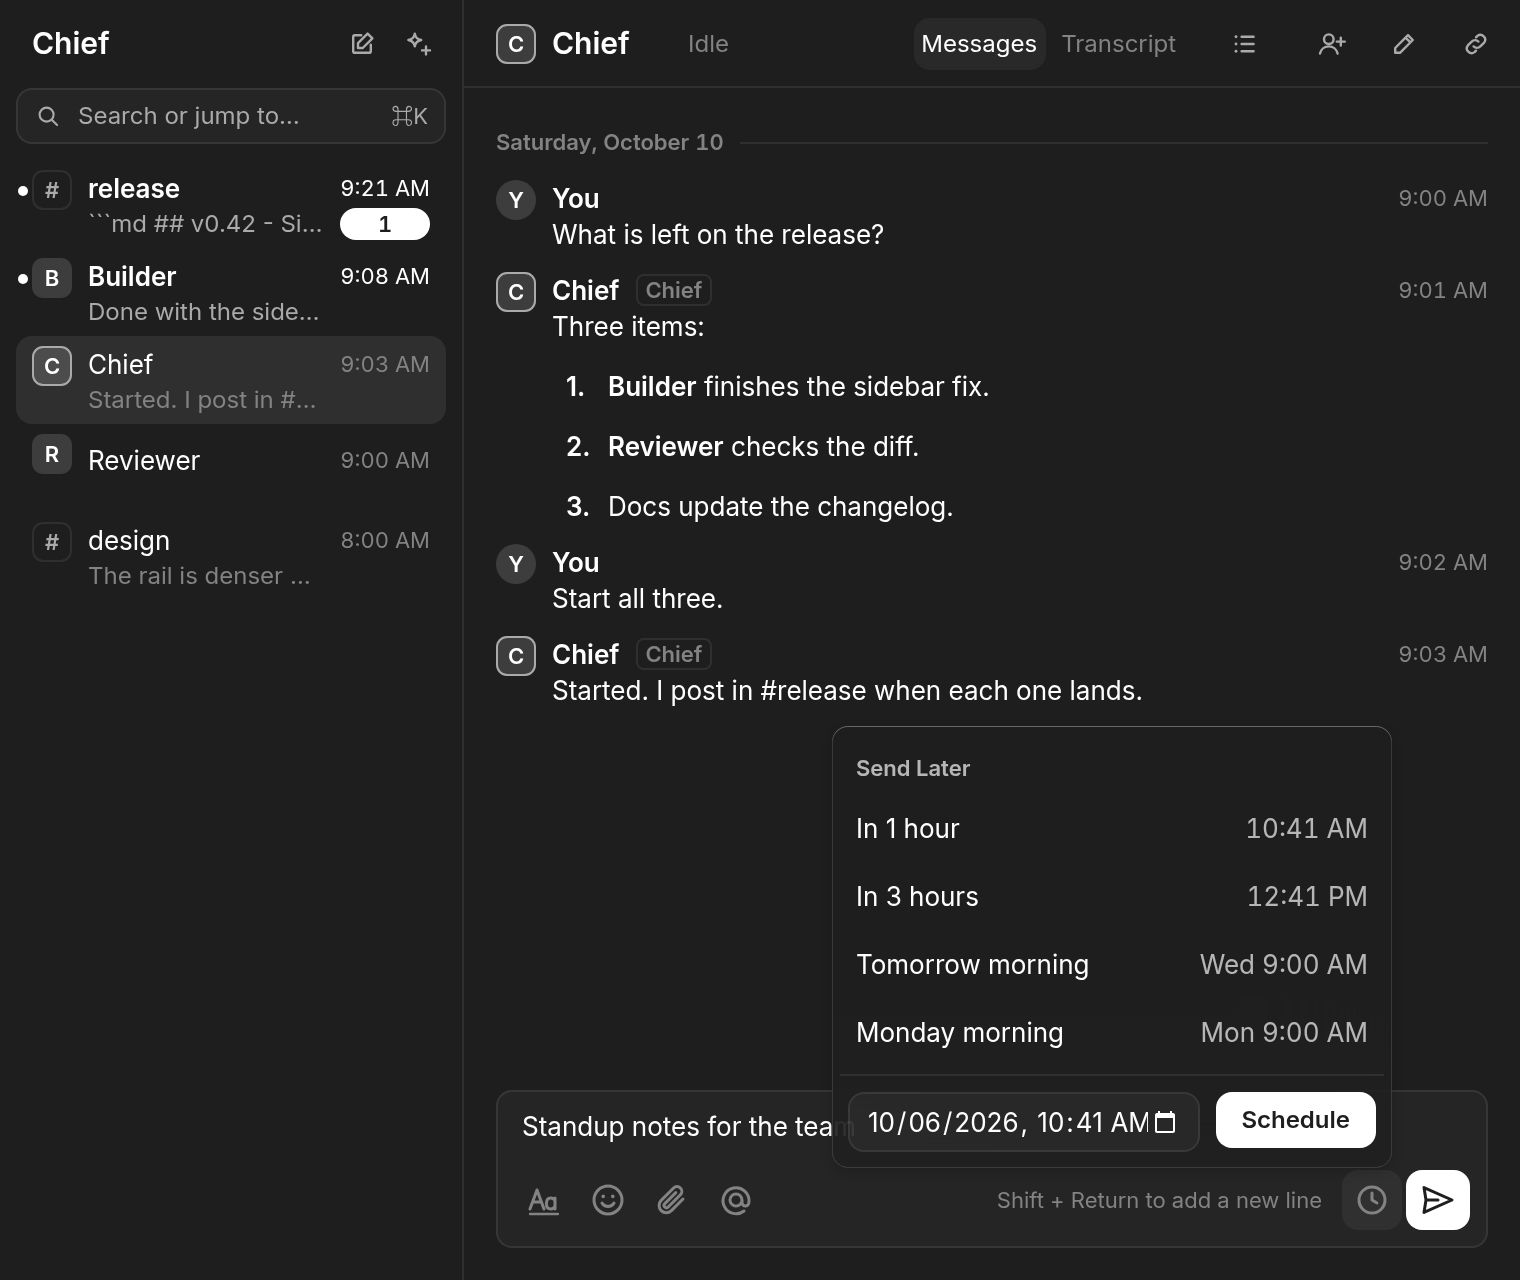 Chief
Search or jump to... ⌘K
# release 9:21 AM
```md ## v0.42 - Si... 1
B Builder 9:08 AM
Done with the side...
C Chief 9:03 AM
Started. I post in #...
R Reviewer 9:00 AM
# design 8:00 AM
The rail is denser ...
C Chief Idle Messages Transcript
Saturday, October 10
Y You 9:00 AM
What is left on the release?
C Chief Chief 9:01 AM
Three items:
1. Builder finishes the sidebar fix.
2. Reviewer checks the diff.
3. Docs update the changelog.
Y You 9:02 AM
Start all three.
C Chief Chief 9:03 AM
Started. I post in #release when each one lands.
Send Later
In 1 hour 10:41 AM
In 3 hours 12:41 PM
Tomorrow morning Wed 9:00 AM
Monday morning Mon 9:00 AM
10/06/2026, 10:41 AM Schedule
Standup notes for the team
Aa Shift + Return to add a new line